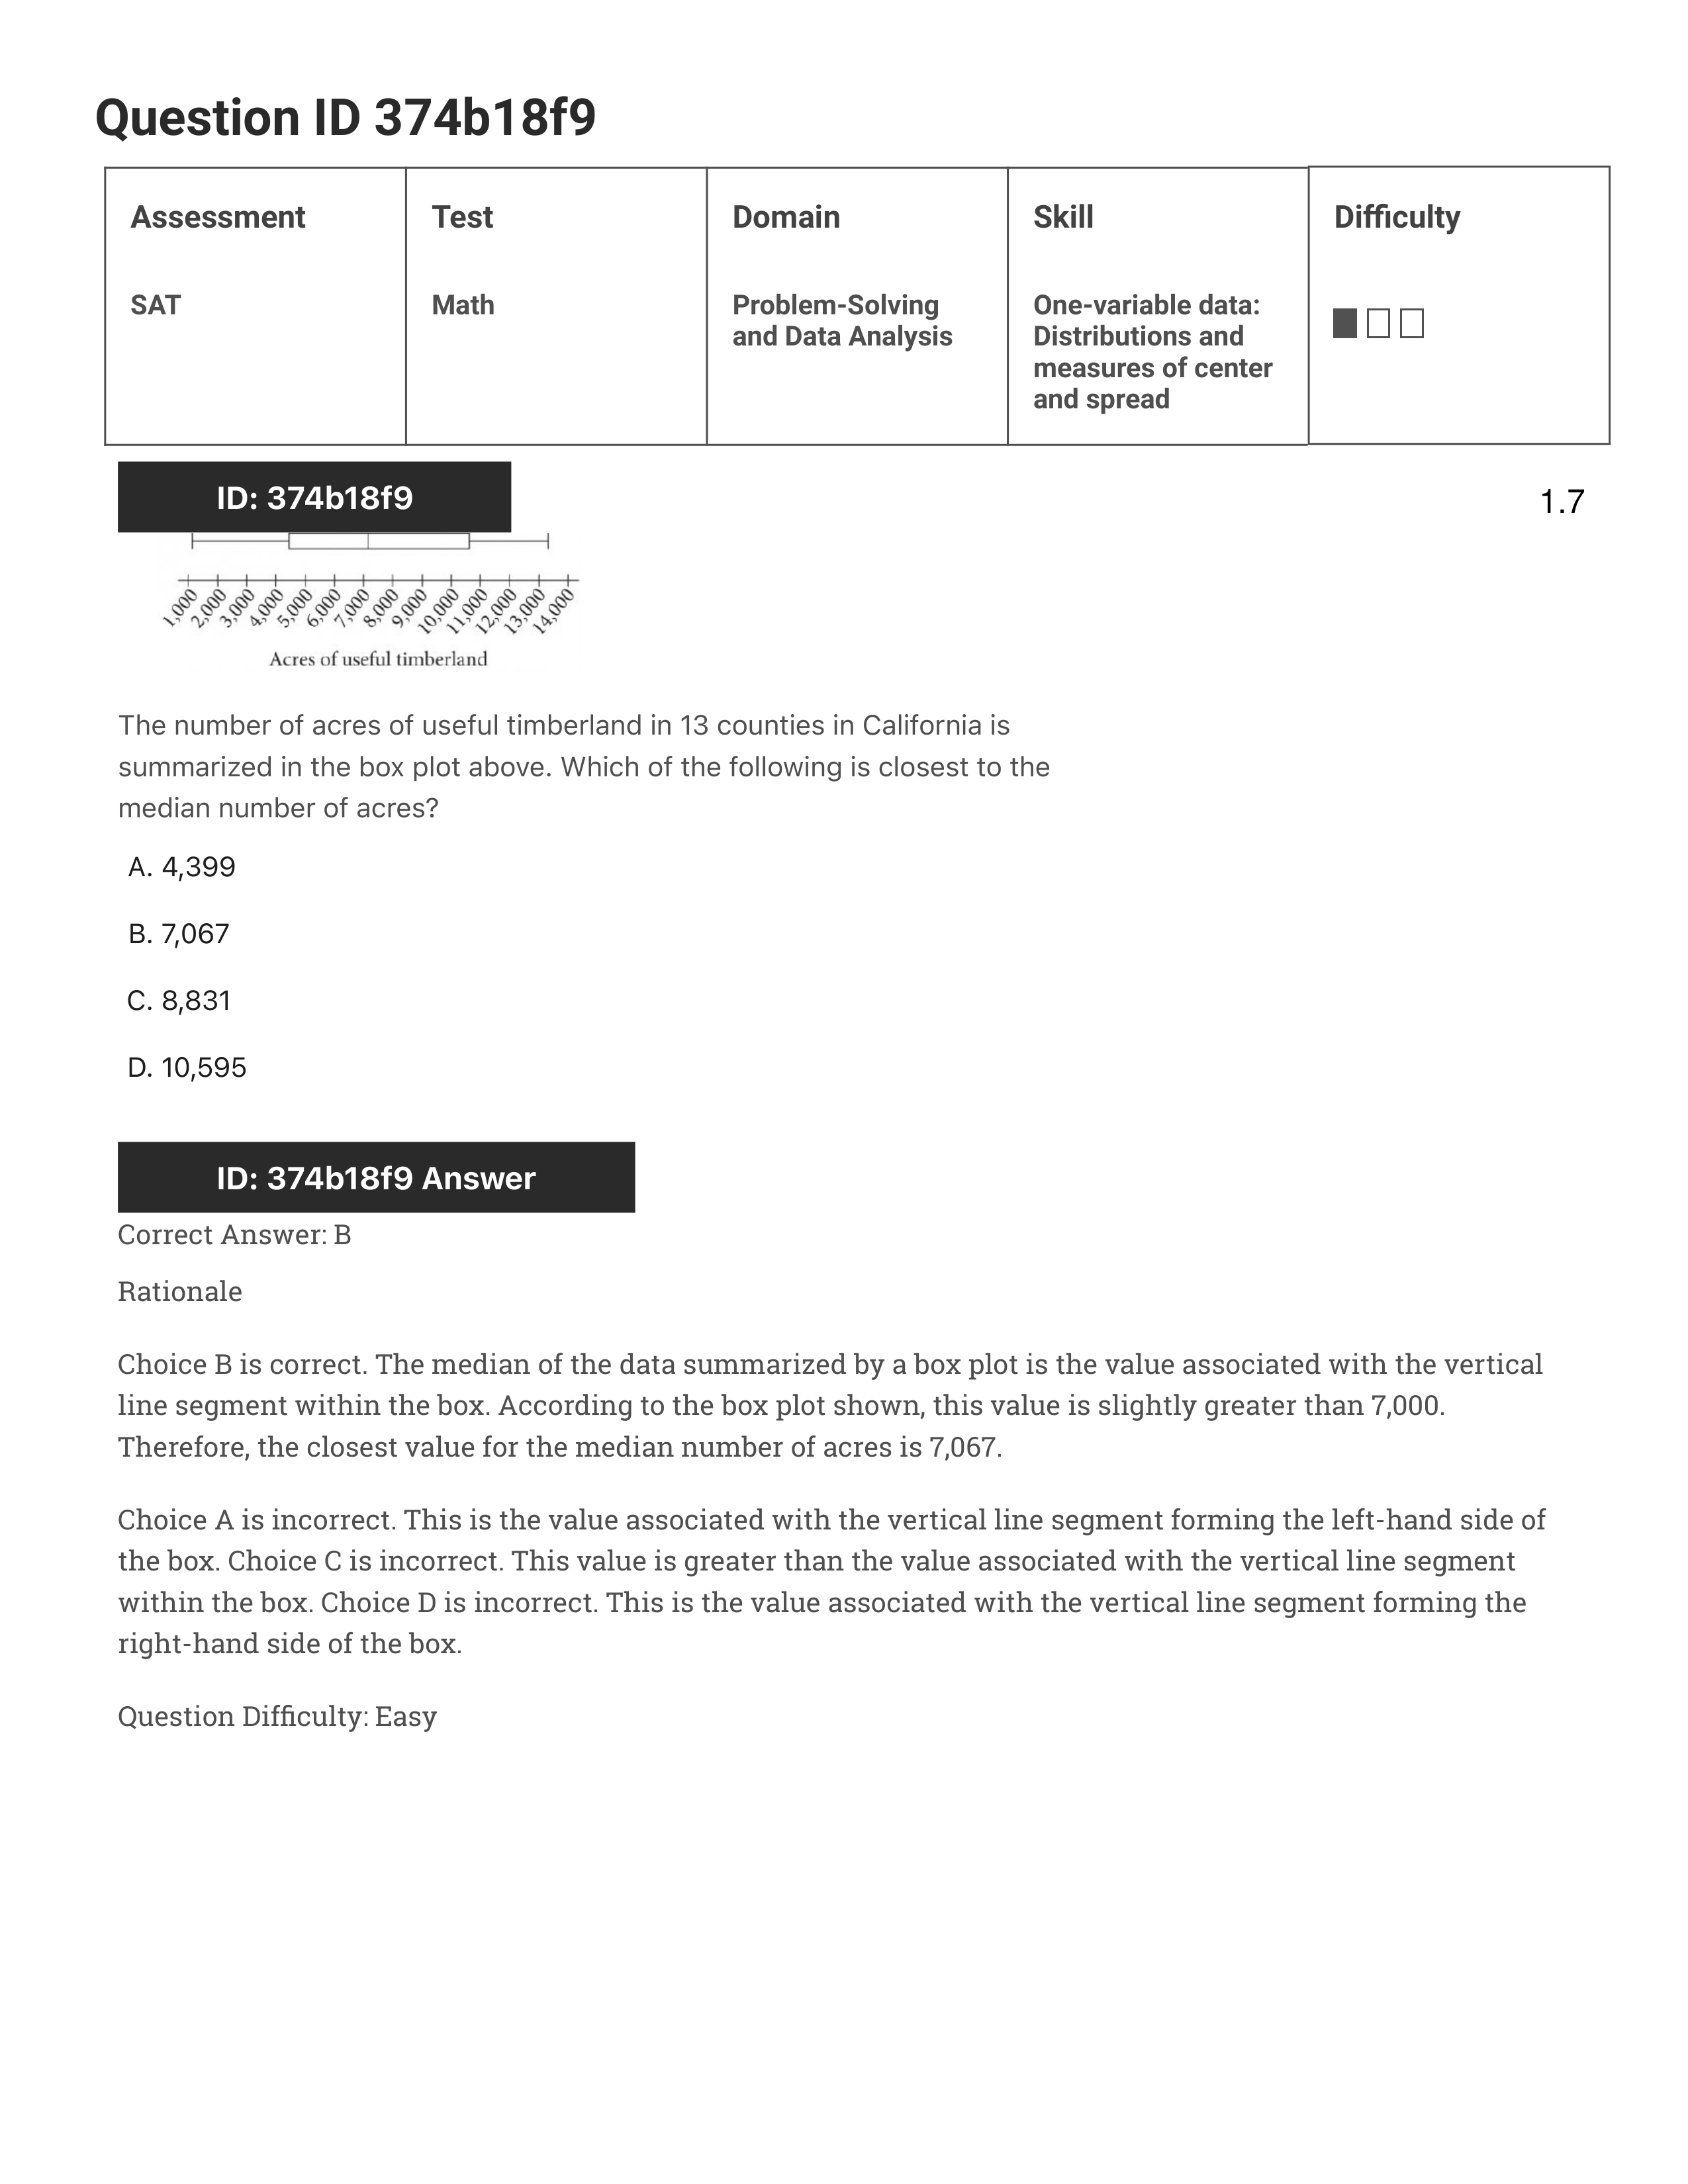 Question ID 374b18f9
Assessment Test Domain Skill Difficulty
SAT Math Problem-Solving One-variable data:
and Data Analysis Distributions and
measures of center
and spread
ID: 374b18f9
1.7
1,000 2,000 3,000 4,000 5,000 6,000 7,000 8,000 9,000 10,000 11,000 12,000 13,000 14,000
Acres of useful timberland
The number of acres of useful timberland in 13 counties in California is
summarized in the box plot above. Which of the following is closest to the
median number of acres?
A. 4,399
B. 7,067
C. 8,831
D. 10,595
ID: 374b18f9 Answer
Correct Answer: B
Rationale
Choice B is correct. The median of the data summarized by a box plot is the value associated with the vertical
line segment within the box. According to the box plot shown, this value is slightly greater than 7,000.
Therefore, the closest value for the median number of acres is 7,067.
Choice A is incorrect. This is the value associated with the vertical line segment forming the left-hand side of
the box. Choice C is incorrect. This value is greater than the value associated with the vertical line segment
within the box. Choice D is incorrect. This is the value associated with the vertical line segment forming the
right-hand side of the box.
Question Difficulty: Easy